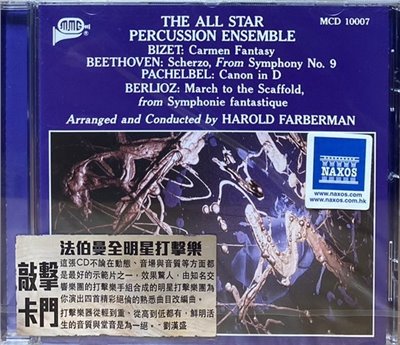 MMG
MCD 10007
THE ALL STAR
PERCUSSION ENSEMBLE
BIZET: Carmen Fantasy
BEETHOVEN: Scherzo, From Symphony No. 9
PACHELBEL: Canon in D
BERLIOZ: March to the Scaffold,
from Symphonie fantastique
Arranged and Conducted by HAROLD FARBERMAN
NAXOS
www.naxos.com
www.naxos.com.hk
敲擊
卡門
法伯曼全明星打擊樂
這張CD不論在動態、音場與音質等方面都
是最好的示範片之一，效果驚人，由知名交
響樂團的打擊樂手組合成的明星打擊樂團為
你演出四首精彩絕倫的熟悉曲目改編曲。
打擊樂器從輕到重、從高到低都有，鮮明活
生的音質與堂音是為一絕。-劉漢盛